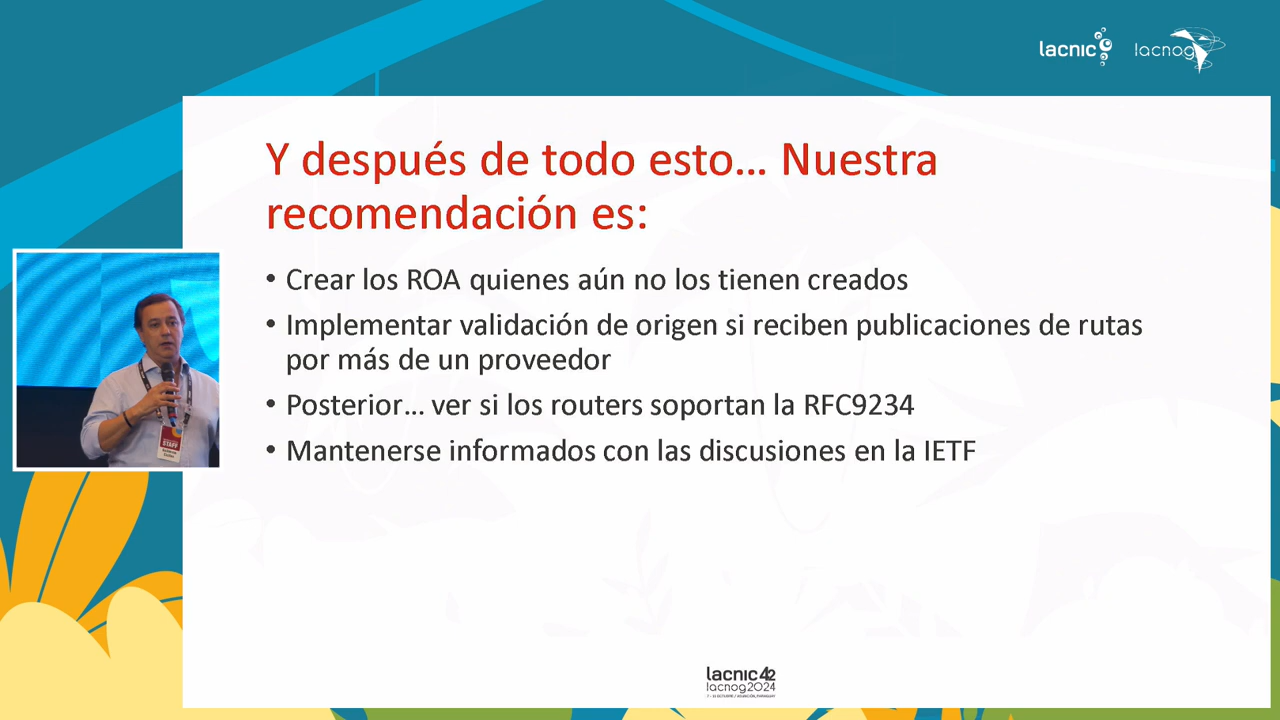 lacnic
lacnog
Y después de todo esto... Nuestra
recomendación es:
• Crear los ROA quienes aún no los tienen creados
• Implementar validación de origen si reciben publicaciones de rutas
por más de un proveedor
• Posterior... ver si los routers soportan la RFC9234
• Mantenerse informados con las discusiones en la IETF
STAFF
lacnic42
lacnog2024